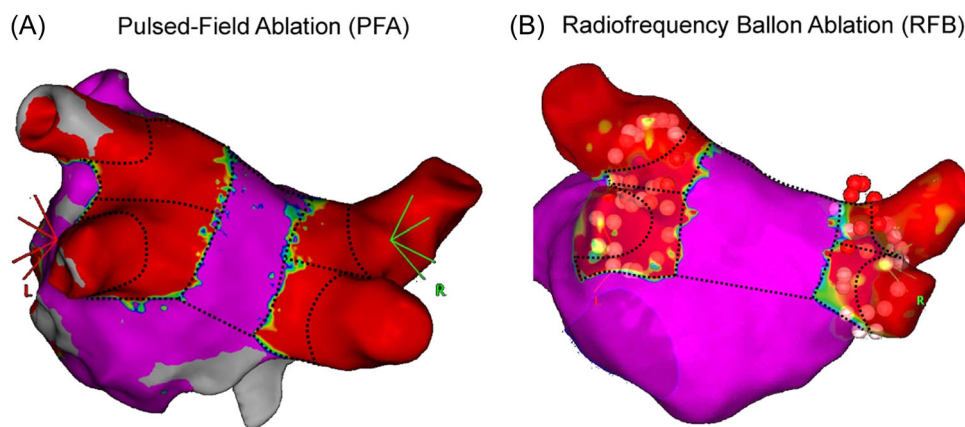 (A) Pulsed-Field Ablation (PFA)
(B) Radiofrequency Ballon Ablation (RFB)
L
R
L
R